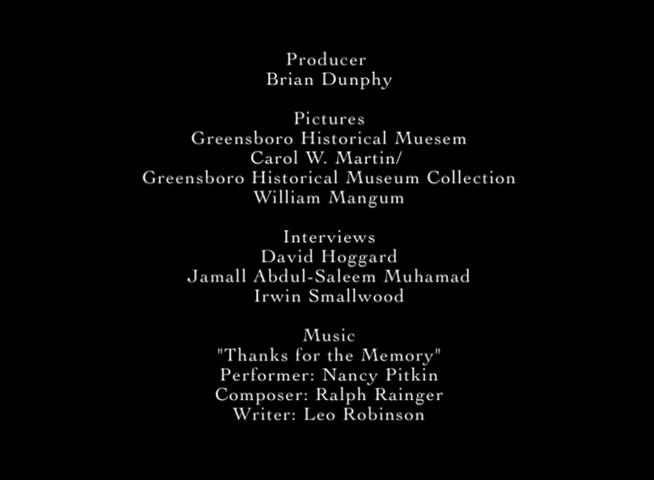 Producer
Brian Dunphy
Pictures
Greensboro Historical Muesem
Carol W. Martin/
Greensboro Historical Museum Collection
William Mangum
Interviews
David Hoggard
Jamall Abdul-Saleem Muhamad
Irwin Smallwood
Music
"Thanks for the Memory"
Performer: Nancy Pitkin
Composer: Ralph Rainger
Writer: Leo Robinson